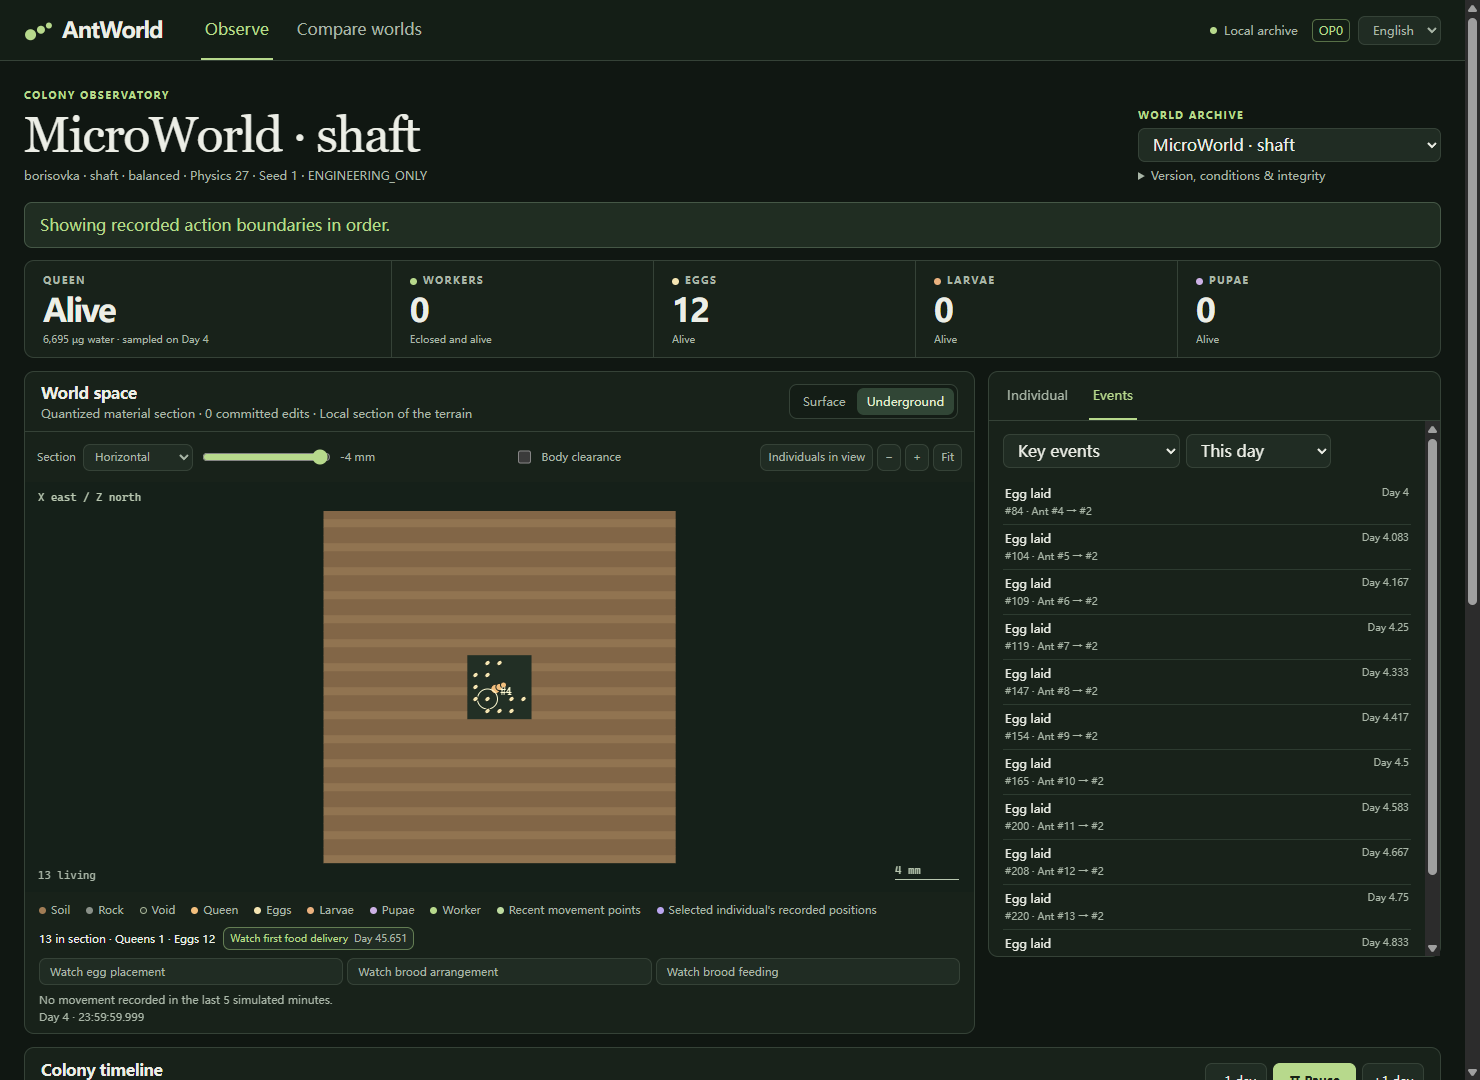 AntWorld
Observe
Compare worlds
Local archive
OP0
English
COLONY OBSERVATORY
MicroWorld · shaft
borisovka · shaft · balanced · Physics 27 · Seed 1 · ENGINEERING_ONLY
WORLD ARCHIVE
MicroWorld · shaft
Version, conditions & integrity
Showing recorded action boundaries in order.
QUEEN
Alive
6,695 µg water · sampled on Day 4
WORKERS
0
Eclosed and alive
EGGS
12
Alive
LARVAE
0
Alive
PUPAE
0
Alive
World space
Quantized material section · 0 committed edits · Local section of the terrain
Surface
Underground
Section
Horizontal
-4 mm
Body clearance
Individuals in view
−
+
Fit
X east / Z north
#4
13 living
4 mm
Soil
Rock
Void
Queen
Eggs
Larvae
Pupae
Worker
Recent movement points
Selected individual's recorded positions
13 in section · Queens 1 · Eggs 12
Watch first food delivery Day 45.651
Watch egg placement
Watch brood arrangement
Watch brood feeding
No movement recorded in the last 5 simulated minutes.
Day 4 · 23:59:59.999
Individual
Events
Key events
This day
Egg laid
Day 4
#84 · Ant #4 → #2
Egg laid
Day 4.083
#104 · Ant #5 → #2
Egg laid
Day 4.167
#109 · Ant #6 → #2
Egg laid
Day 4.25
#119 · Ant #7 → #2
Egg laid
Day 4.333
#147 · Ant #8 → #2
Egg laid
Day 4.417
#154 · Ant #9 → #2
Egg laid
Day 4.5
#165 · Ant #10 → #2
Egg laid
Day 4.583
#200 · Ant #11 → #2
Egg laid
Day 4.667
#208 · Ant #12 → #2
Egg laid
Day 4.75
#220 · Ant #13 → #2
Egg laid
Day 4.833
Colony timeline
−1 day
Pause
+1 day